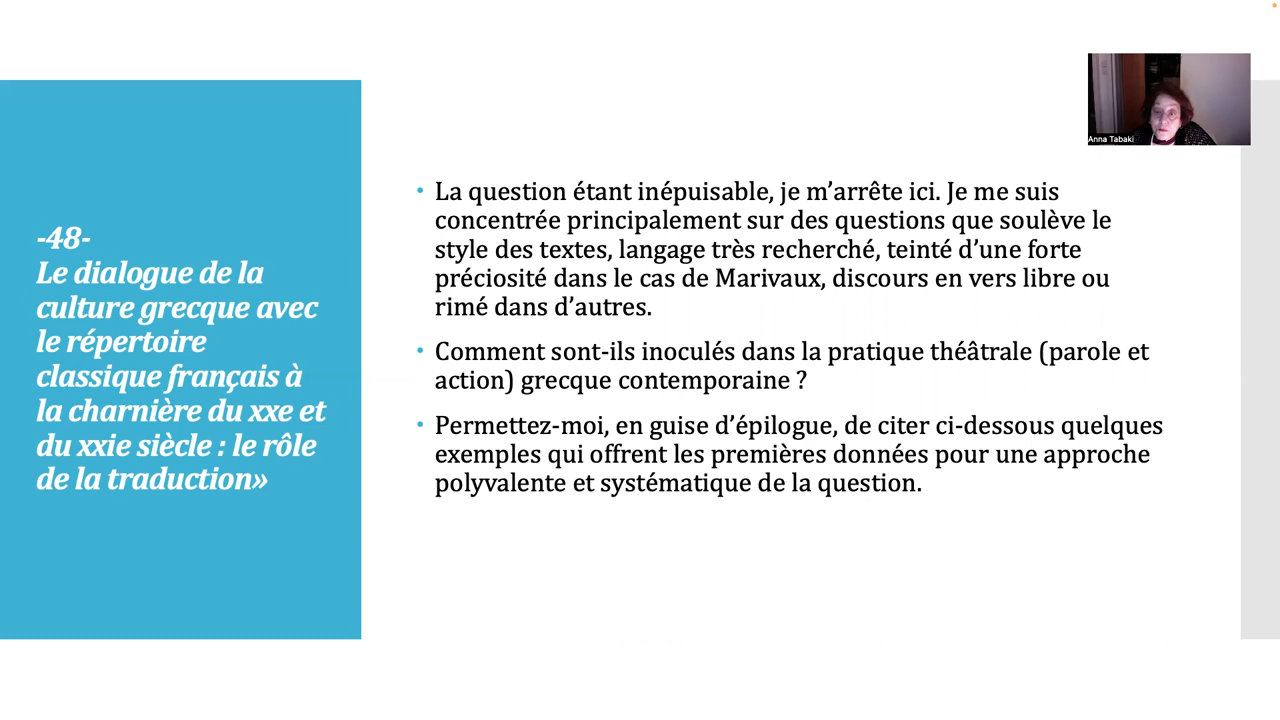 -48-
Le dialogue de la
culture grecque avec
le répertoire
classique français à
la charnière du xxe et
du xxie siècle : le rôle
de la traduction»
• La question étant inépuisable, je m’arrête ici. Je me suis
concentrée principalement sur des questions que soulève le
style des textes, langage très recherché, teinté d’une forte
préciosité dans le cas de Marivaux, discours en vers libre ou
rimé dans d’autres.
• Comment sont-ils inoculés dans la pratique théâtrale (parole et
action) grecque contemporaine ?
• Permettez-moi, en guise d’épilogue, de citer ci-dessous quelques
exemples qui offrent les premières données pour une approche
polyvalente et systématique de la question.
Anna Tabaki